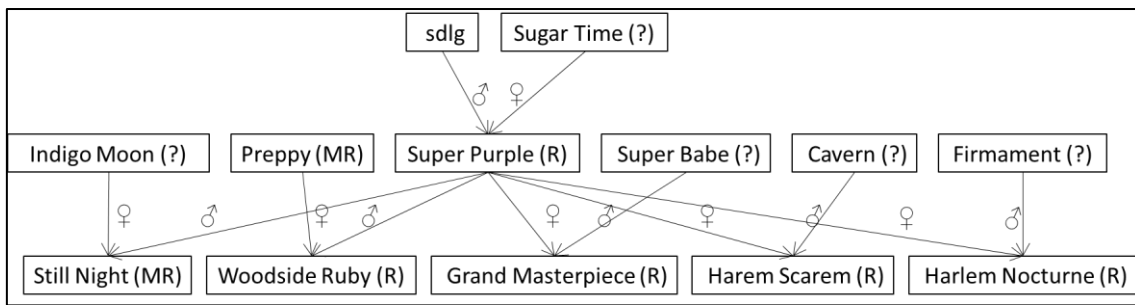 sdlg Sugar Time (?)
♂ ♀
Indigo Moon (?) Preppy (MR) Super Purple (R) Super Babe (?) Cavern (?) Firmament (?)
♀ ♂ ♀ ♂ ♀ ♂ ♀ ♂ ♀ ♂
Still Night (MR) Woodside Ruby (R) Grand Masterpiece (R) Harem Scarem (R) Harlem Nocturne (R)